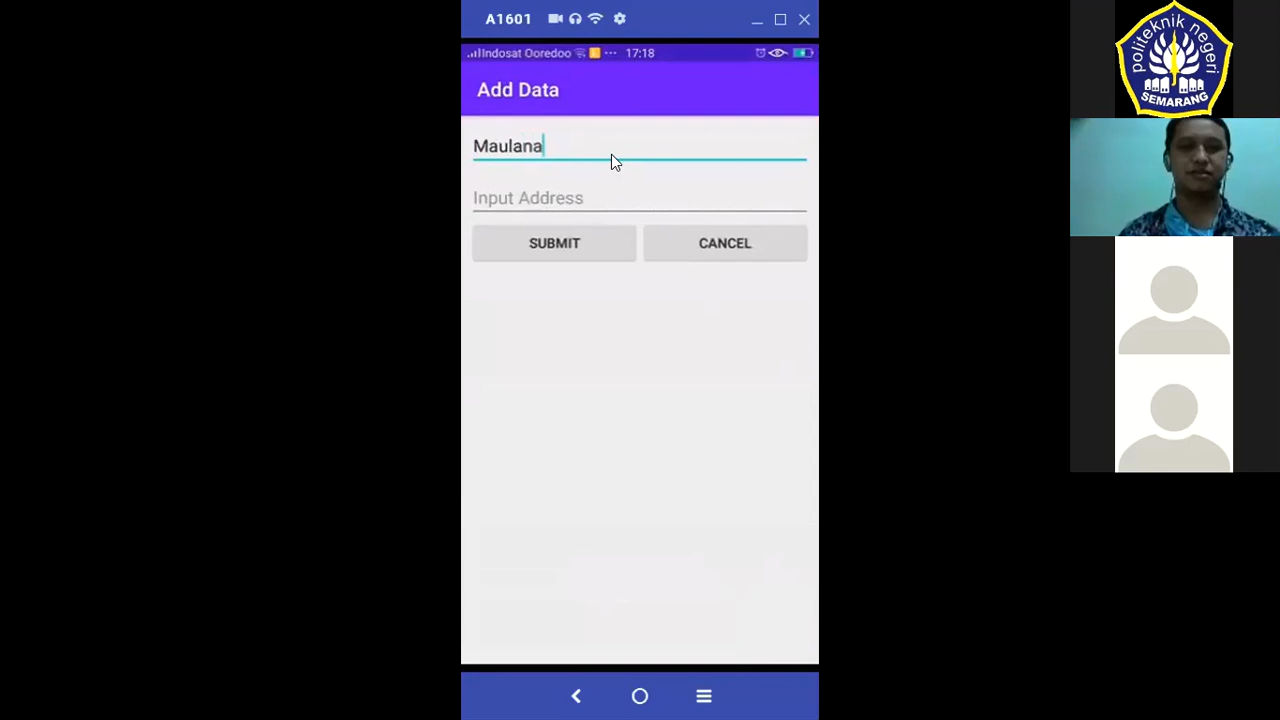 A1601
Indosat Ooredoo ... 17:18
Add Data
Maulana
Input Address
SUBMIT CANCEL
politeknik negeri
SEMARANG